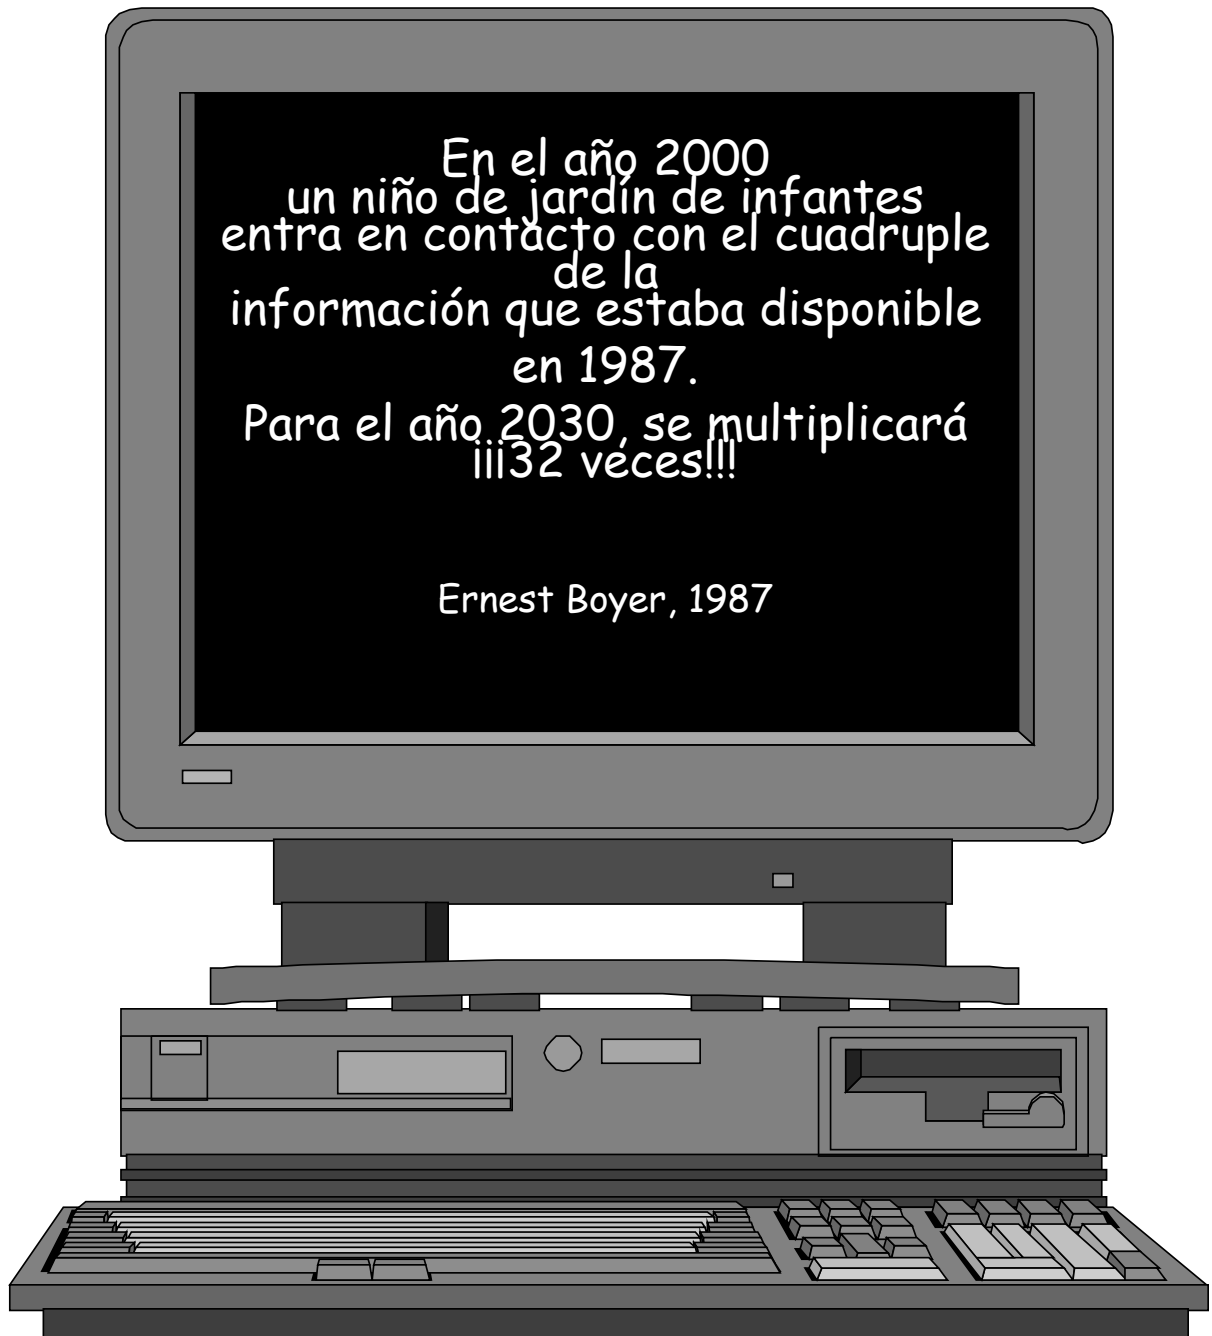 En el año 2000
un niño de jardín de infantes
entra en contacto con el cuadruple
de la
información que estaba disponible
en 1987.
Para el año 2030, se multiplicará
¡¡¡32 veces!!!
Ernest Boyer, 1987